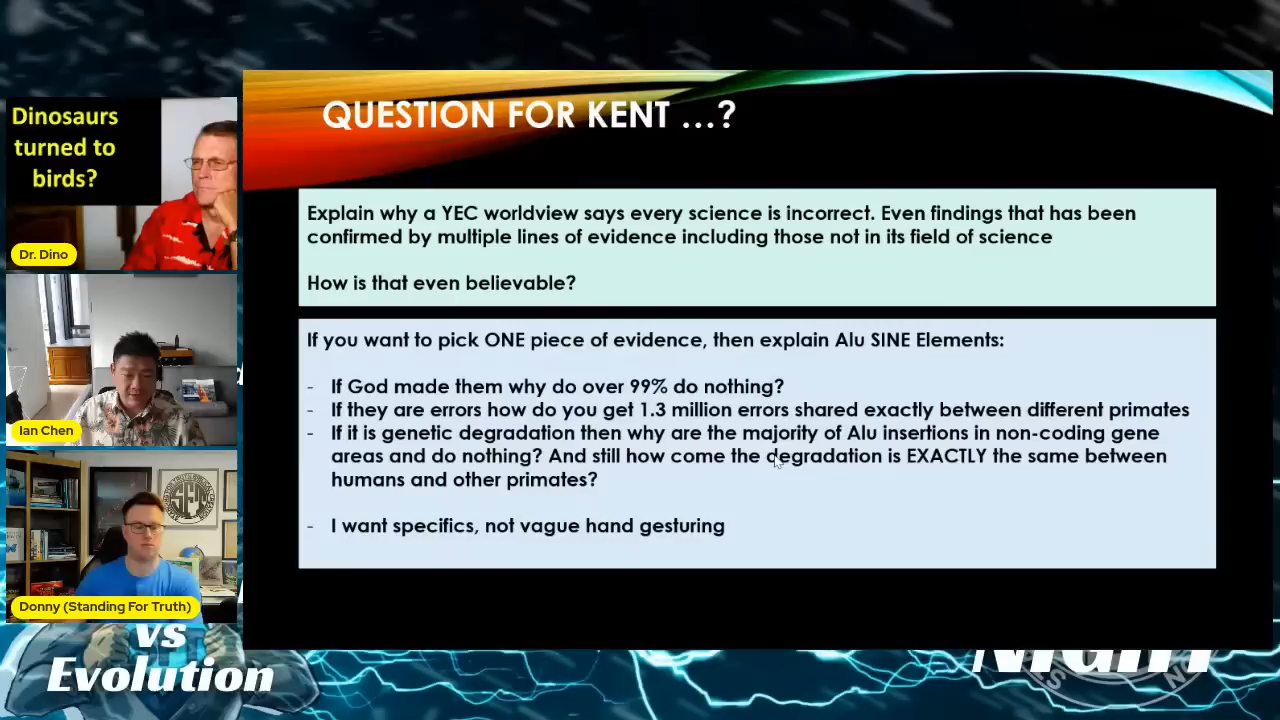 Dinosaurs
turned to
birds?
Dr. Dino
Ian Chen
SFT
Donny (Standing For Truth)
vs
Evolution
QUESTION FOR KENT ...?
Explain why a YEC worldview says every science is incorrect. Even findings that has been
confirmed by multiple lines of evidence including those not in its field of science
How is that even believable?
If you want to pick ONE piece of evidence, then explain Alu SINE Elements:
- If God made them why do over 99% do nothing?
- If they are errors how do you get 1.3 million errors shared exactly between different primates
- If it is genetic degradation then why are the majority of Alu insertions in non-coding gene
areas and do nothing? And still how come the degradation is EXACTLY the same between
humans and other primates?
- I want specifics, not vague hand gesturing